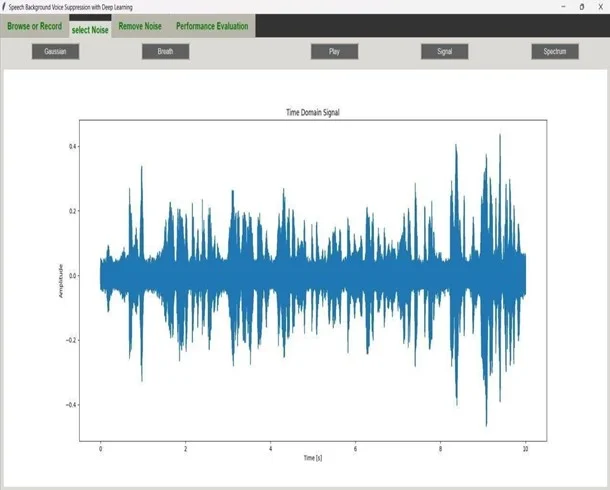 Speech Background Voice Suppression with Deep Learning
Browse or Record select Noise Remove Noise Performance Evaluation
Gaussian Breath Play Signal Spectrum
Time Domain Signal
0.4
0.2
0.0
−0.2
−0.4
Amplitude
0 2 4 6 8 10
Time [s]